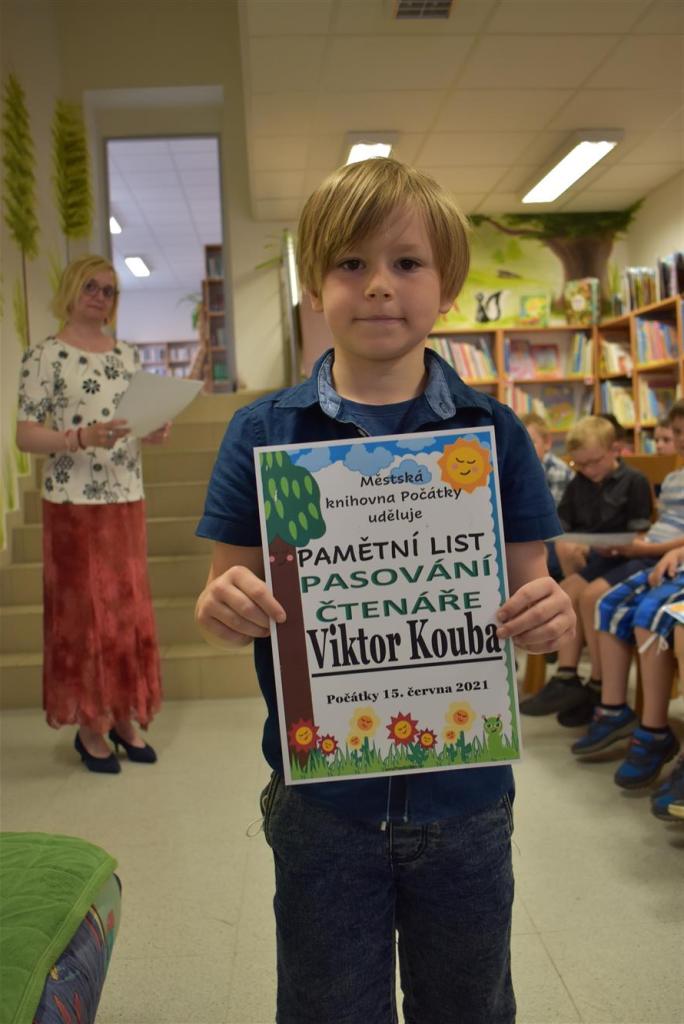 Městská
knihovna Počátky
uděluje
PAMĚTNÍ LIST
PASOVÁNÍ
ČTENÁŘE
Viktor Kouba
Počátky 15. června 2021